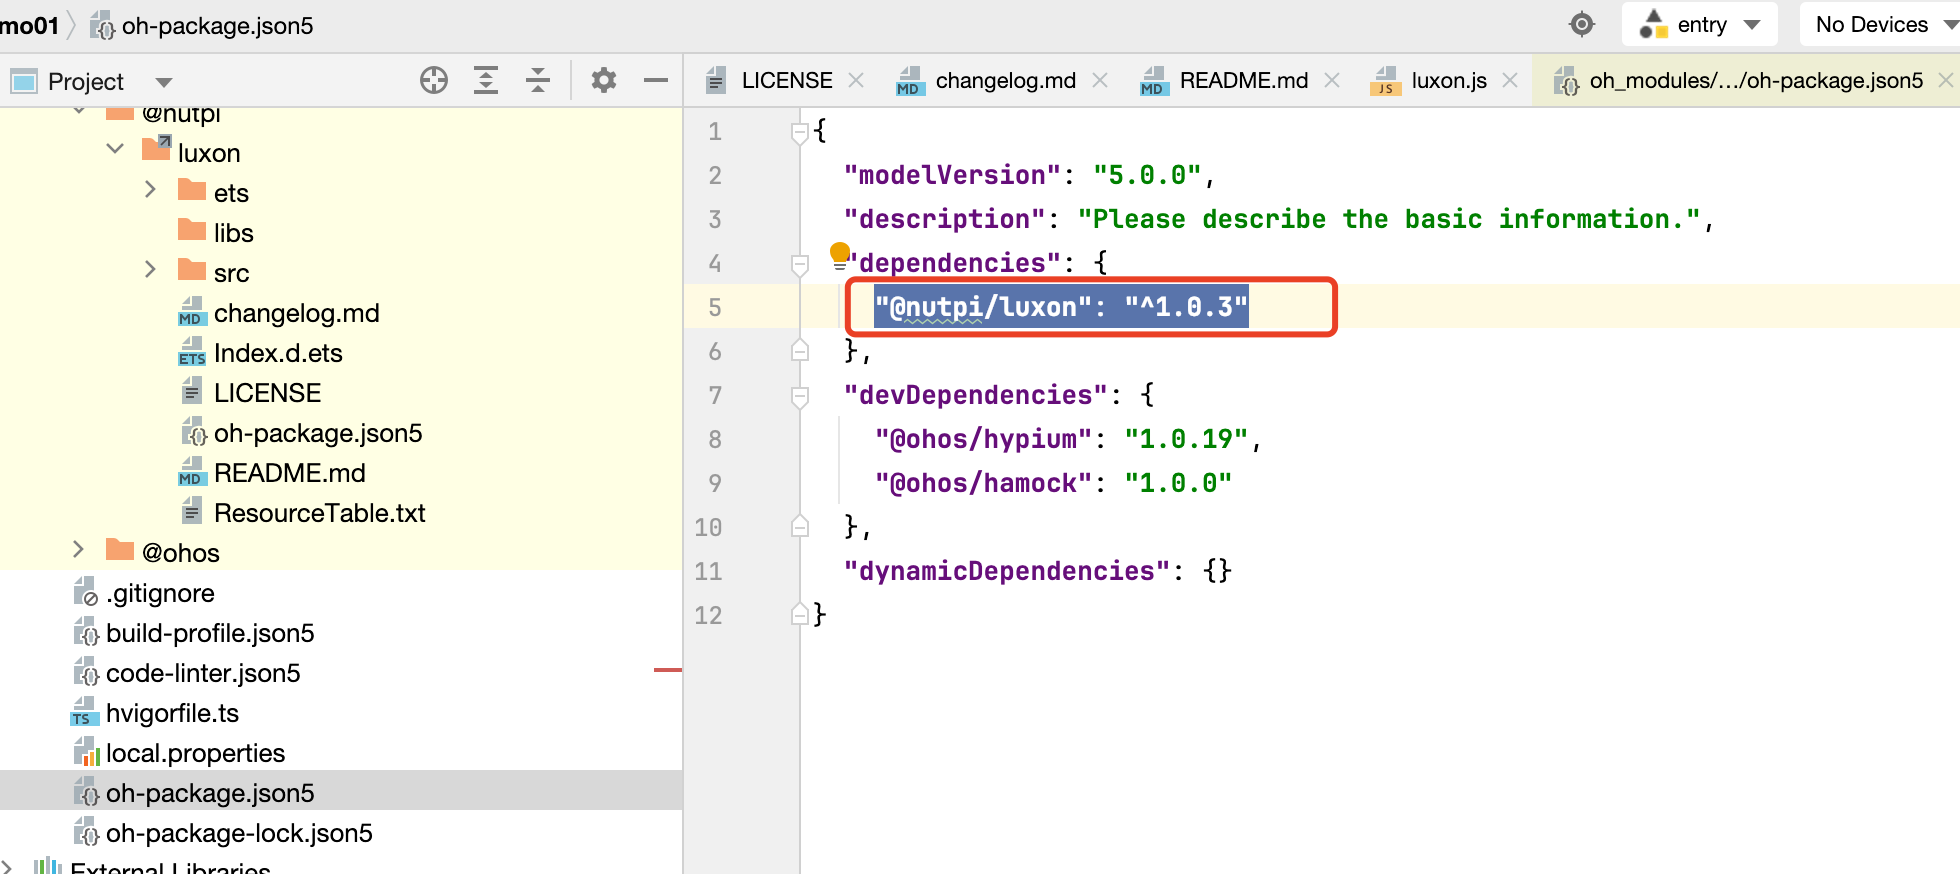 mo01 oh-package.json5 entry No Devices
Project LICENSE changelog.md README.md luxon.js oh_modules/.../oh-package.json5
@nutpi
luxon
ets
libs
src
MD changelog.md
ETS Index.d.ets
LICENSE
oh-package.json5
MD README.md
ResourceTable.txt
@ohos
.gitignore
build-profile.json5
code-linter.json5
TS hvigorfile.ts
local.properties
oh-package.json5
oh-package-lock.json5
External Libraries
1 {
2 "modelVersion": "5.0.0",
3 "description": "Please describe the basic information.",
4 "dependencies": {
5 "@nutpi/luxon": "^1.0.3"
6 },
7 "devDependencies": {
8 "@ohos/hypium": "1.0.19",
9 "@ohos/hamock": "1.0.0"
10 },
11 "dynamicDependencies": {}
12 }